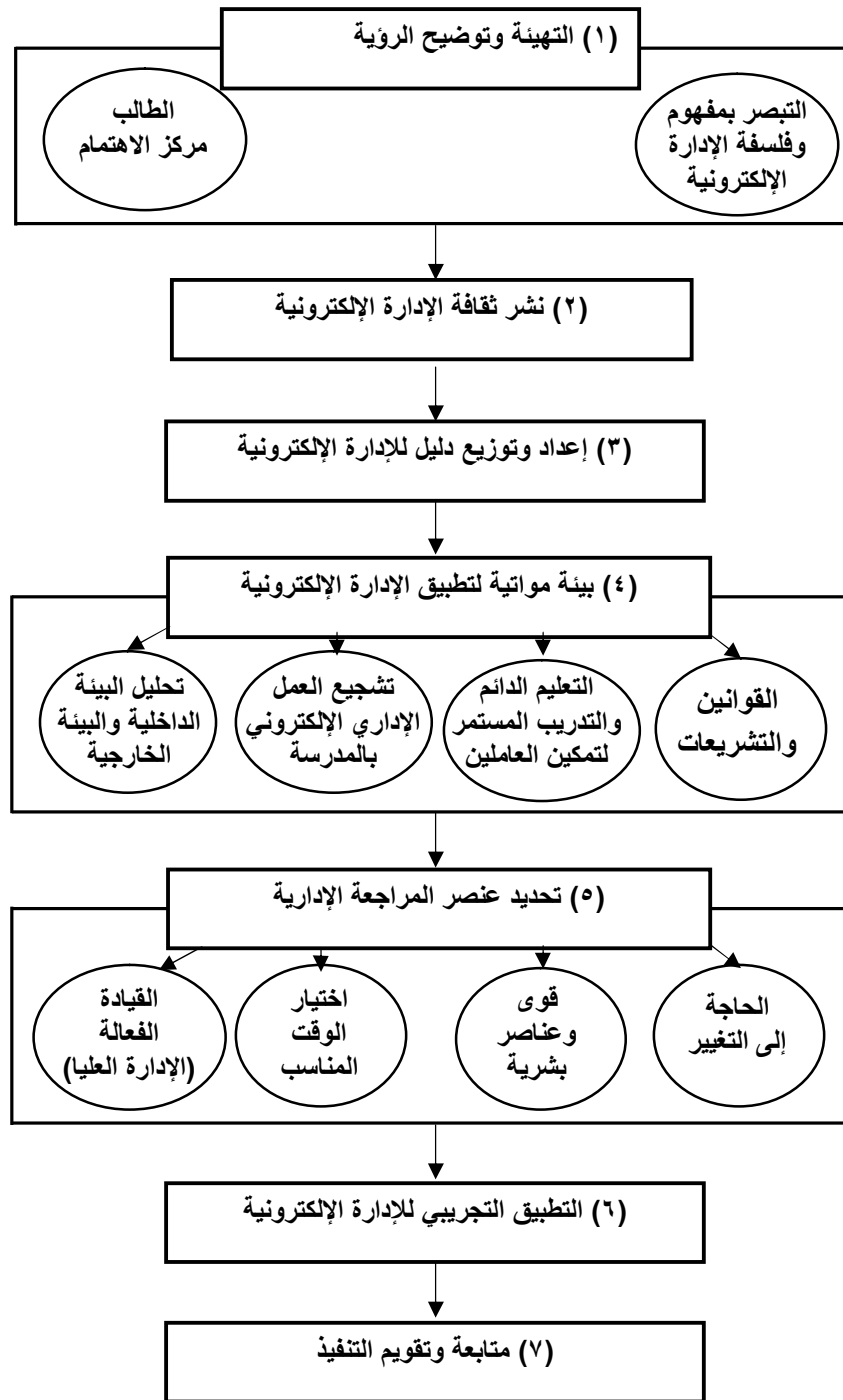 (١) التهيئة وتوضيح الرؤية
التبصر بمفهوم
وفلسفة الإدارة
الإلكترونية
الطالب
مركز الاهتمام
(٢) نشر ثقافة الإدارة الإلكترونية
(٣) إعداد وتوزيع دليل للإدارة الإلكترونية
(٤) بيئة مواتية لتطبيق الإدارة الإلكترونية
القوانين
والتشريعات
التعليم الدائم
والتدريب المستمر
لتمكين العاملين
تشجيع العمل
الإداري الإلكتروني
بالمدرسة
تحليل البيئة
الداخلية والبيئة
الخارجية
(٥) تحديد عنصر المراجعة الإدارية
الحاجة
إلى التغيير
قوى
وعناصر
بشرية
اختيار
الوقت
المناسب
القيادة
الفعالة
(الإدارة العليا)
(٦) التطبيق التجريبي للإدارة الإلكترونية
(٧) متابعة وتقويم التنفيذ